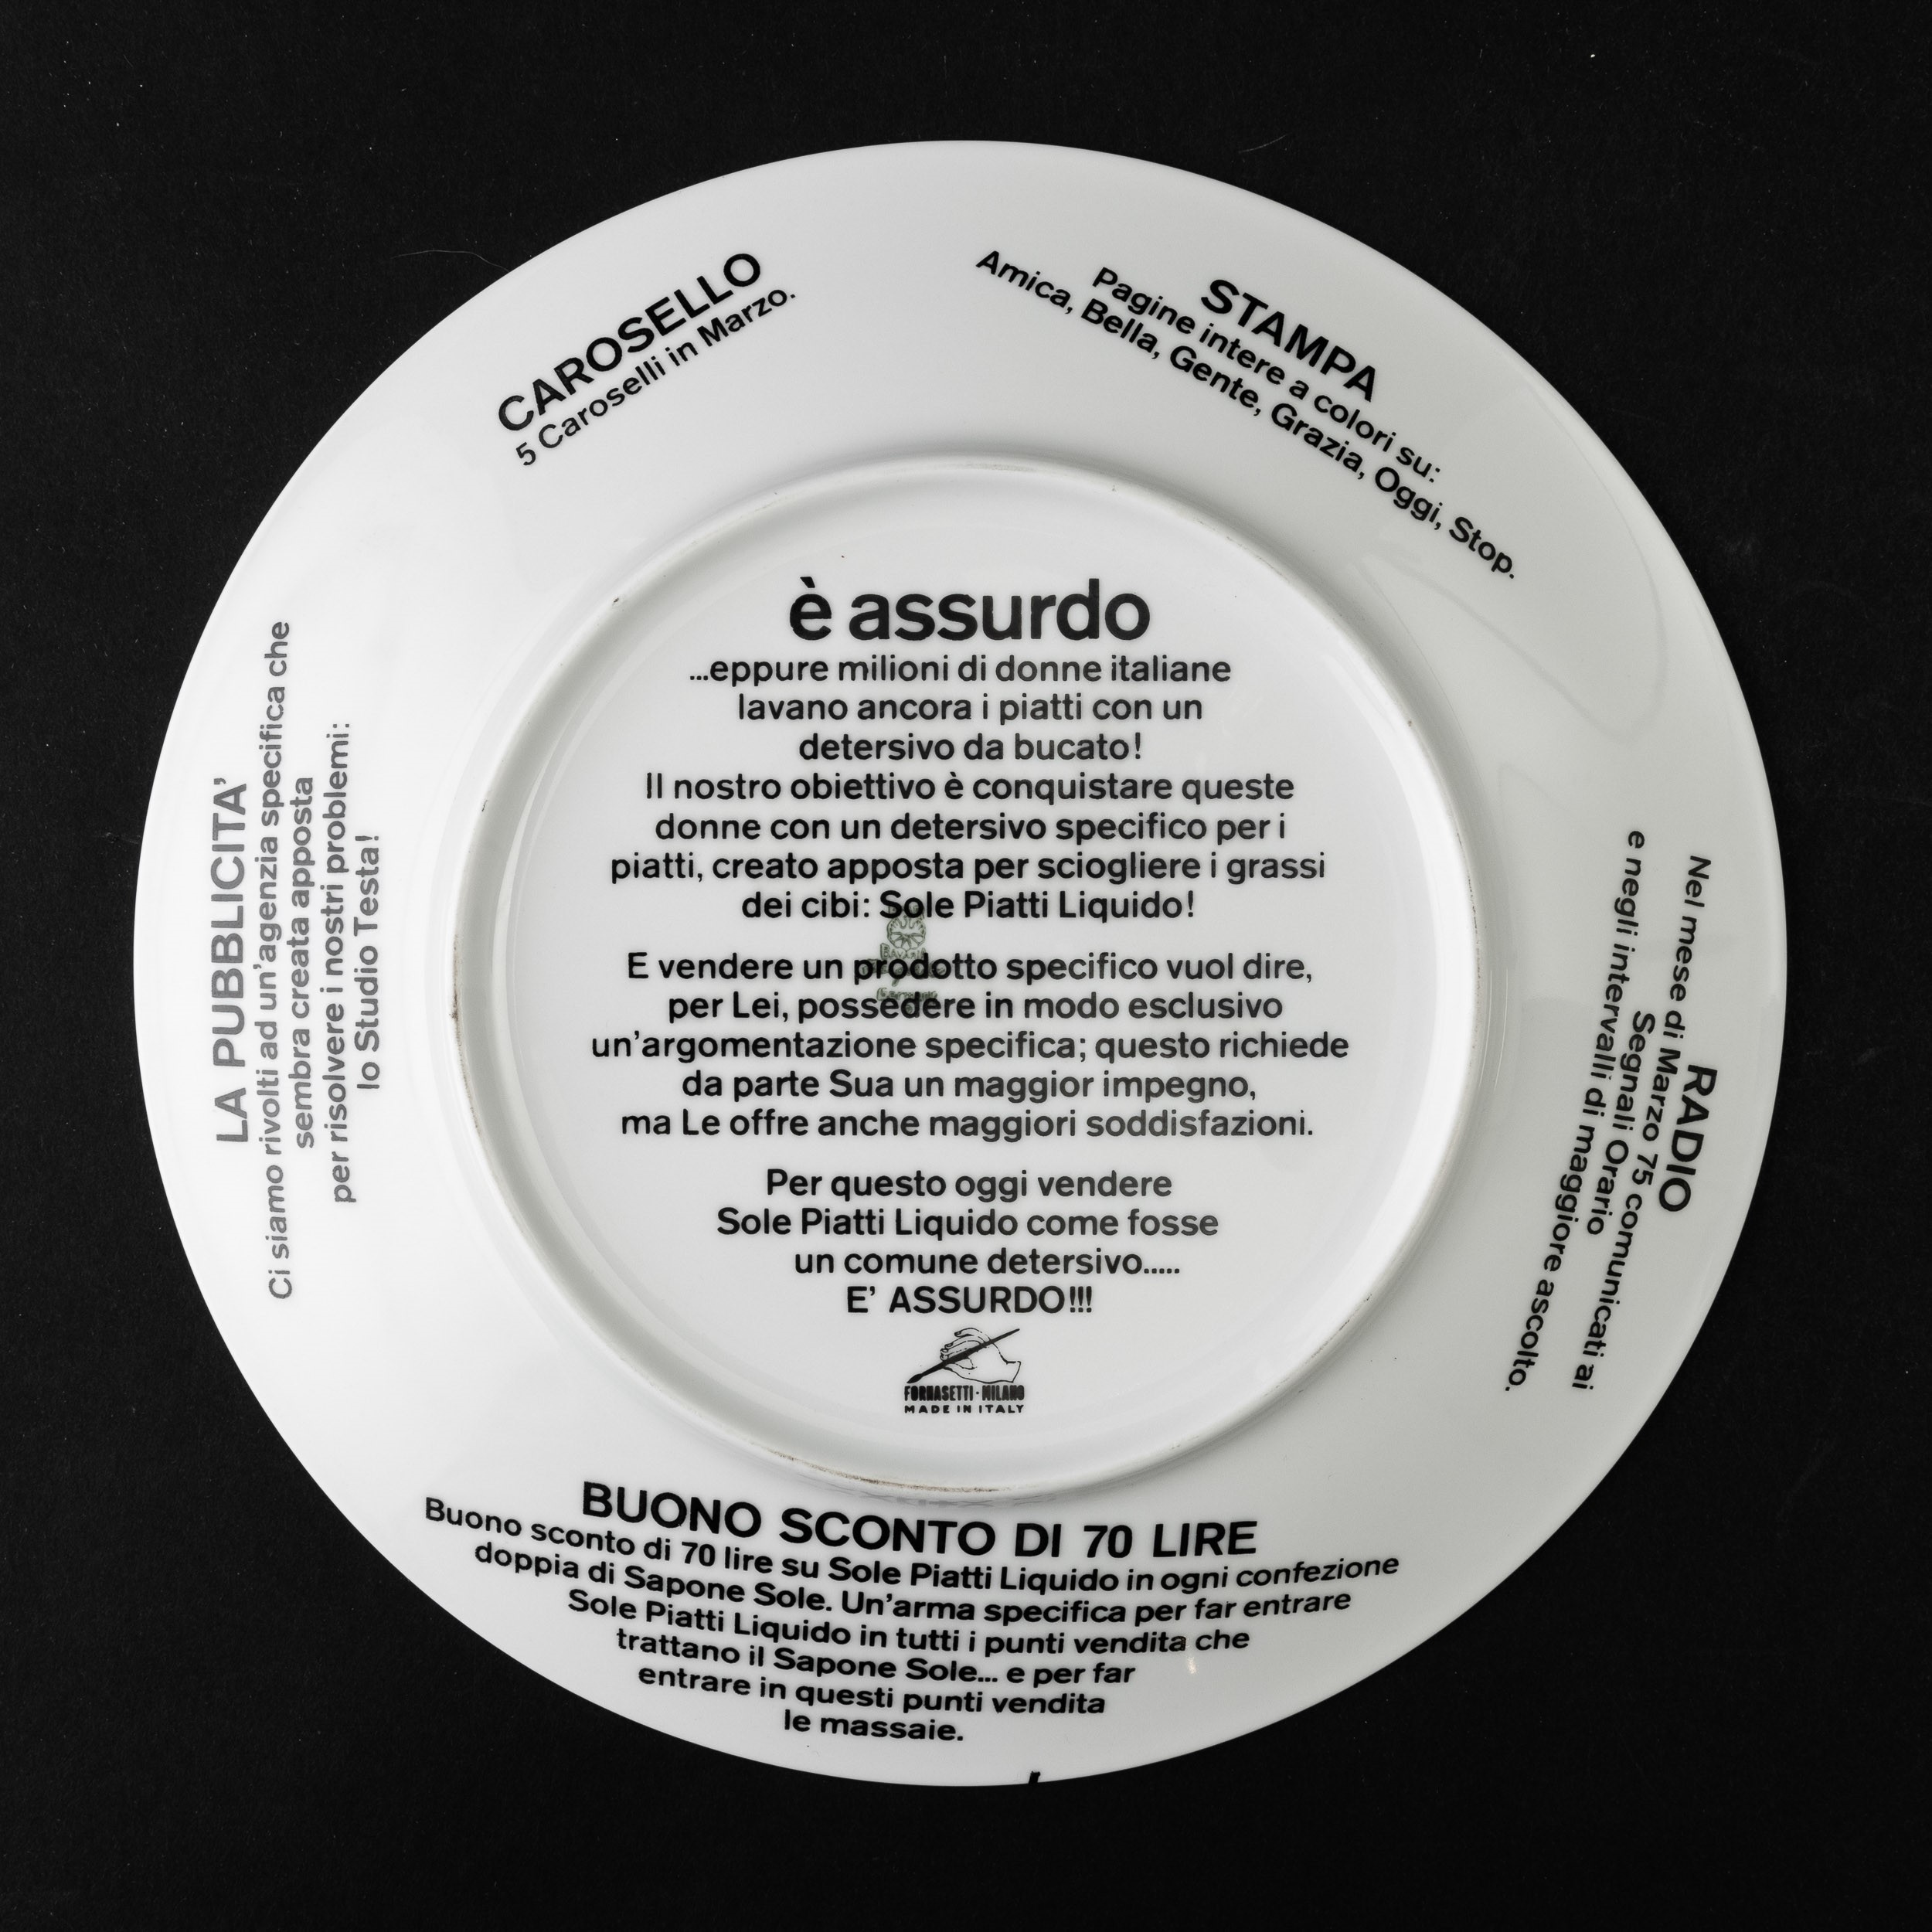 CAROSELLO
5 Caroselli in Marzo.
STAMPA
Pagine intere a colori su:
Amica, Bella, Gente, Grazia, Oggi, Stop.
RADIO
Nel mese di Marzo 75 comunicati ai
Segnali Orario
e negli intervalli di maggiore ascolto.
LA PUBBLICITA'
Ci siamo rivolti ad un'agenzia specifica che
sembra creata apposta
per risolvere i nostri problemi:
lo Studio Testa!
è assurdo
...eppure milioni di donne italiane
lavano ancora i piatti con un
detersivo da bucato!
Il nostro obiettivo è conquistare queste
donne con un detersivo specifico per i
piatti, creato apposta per sciogliere i grassi
dei cibi: Sole Piatti Liquido!
E vendere un prodotto specifico vuol dire,
per Lei, possedere in modo esclusivo
un'argomentazione specifica; questo richiede
da parte Sua un maggior impegno,
ma Le offre anche maggiori soddisfazioni.
Per questo oggi vendere
Sole Piatti Liquido come fosse
un comune detersivo.....
E' ASSURDO!!!
FORNASETTI · MILANO
MADE IN ITALY
BUONO SCONTO DI 70 LIRE
Buono sconto di 70 lire su Sole Piatti Liquido in ogni confezione
doppia di Sapone Sole. Un'arma specifica per far entrare
Sole Piatti Liquido in tutti i punti vendita che
trattano il Sapone Sole... e per far
entrare in questi punti vendita
le massaie.